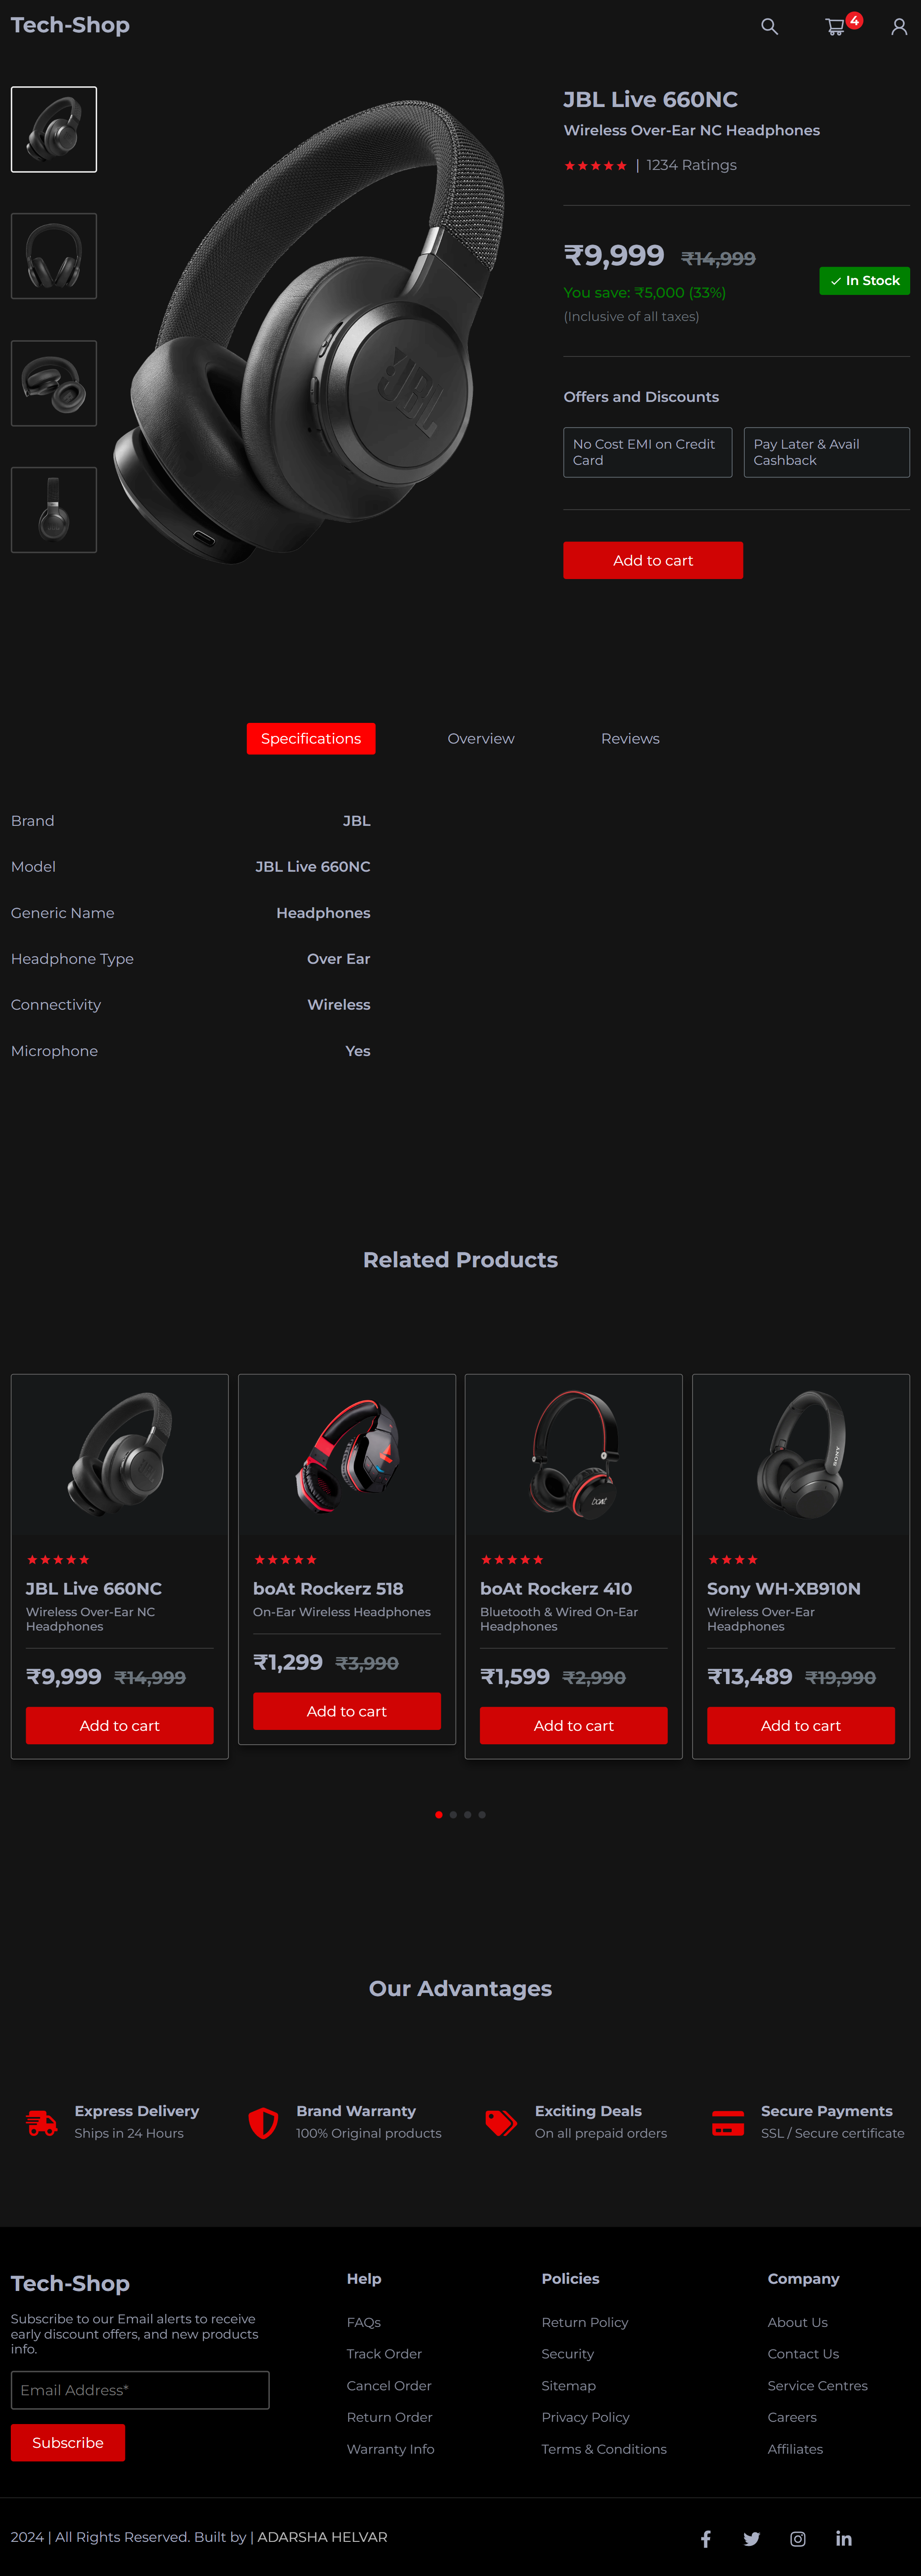 Tech-Shop
4
JBL Live 660NC
Wireless Over-Ear NC Headphones
| 1234 Ratings
₹9,999 ₹14,999
You save: ₹5,000 (33%)
(Inclusive of all taxes)
In Stock
Offers and Discounts
No Cost EMI on Credit
Card
Pay Later & Avail
Cashback
Add to cart
JBL
Specifications
Overview
Reviews
Brand JBL
Model JBL Live 660NC
Generic Name Headphones
Headphone Type Over Ear
Connectivity Wireless
Microphone Yes
Related Products
JBL Live 660NC
Wireless Over-Ear NC
Headphones
₹9,999 ₹14,999
Add to cart
boAt Rockerz 518
On-Ear Wireless Headphones
₹1,299 ₹3,990
Add to cart
boAt
boAt Rockerz 410
Bluetooth & Wired On-Ear
Headphones
₹1,599 ₹2,990
Add to cart
SONY
Sony WH-XB910N
Wireless Over-Ear
Headphones
₹13,489 ₹19,990
Add to cart
Our Advantages
Express Delivery
Ships in 24 Hours
Brand Warranty
100% Original products
Exciting Deals
On all prepaid orders
Secure Payments
SSL / Secure certificate
Tech-Shop
Subscribe to our Email alerts to receive
early discount offers, and new products
info.
Email Address*
Subscribe
Help
FAQs
Track Order
Cancel Order
Return Order
Warranty Info
Policies
Return Policy
Security
Sitemap
Privacy Policy
Terms & Conditions
Company
About Us
Contact Us
Service Centres
Careers
Affiliates
2024 | All Rights Reserved. Built by | ADARSHA HELVAR